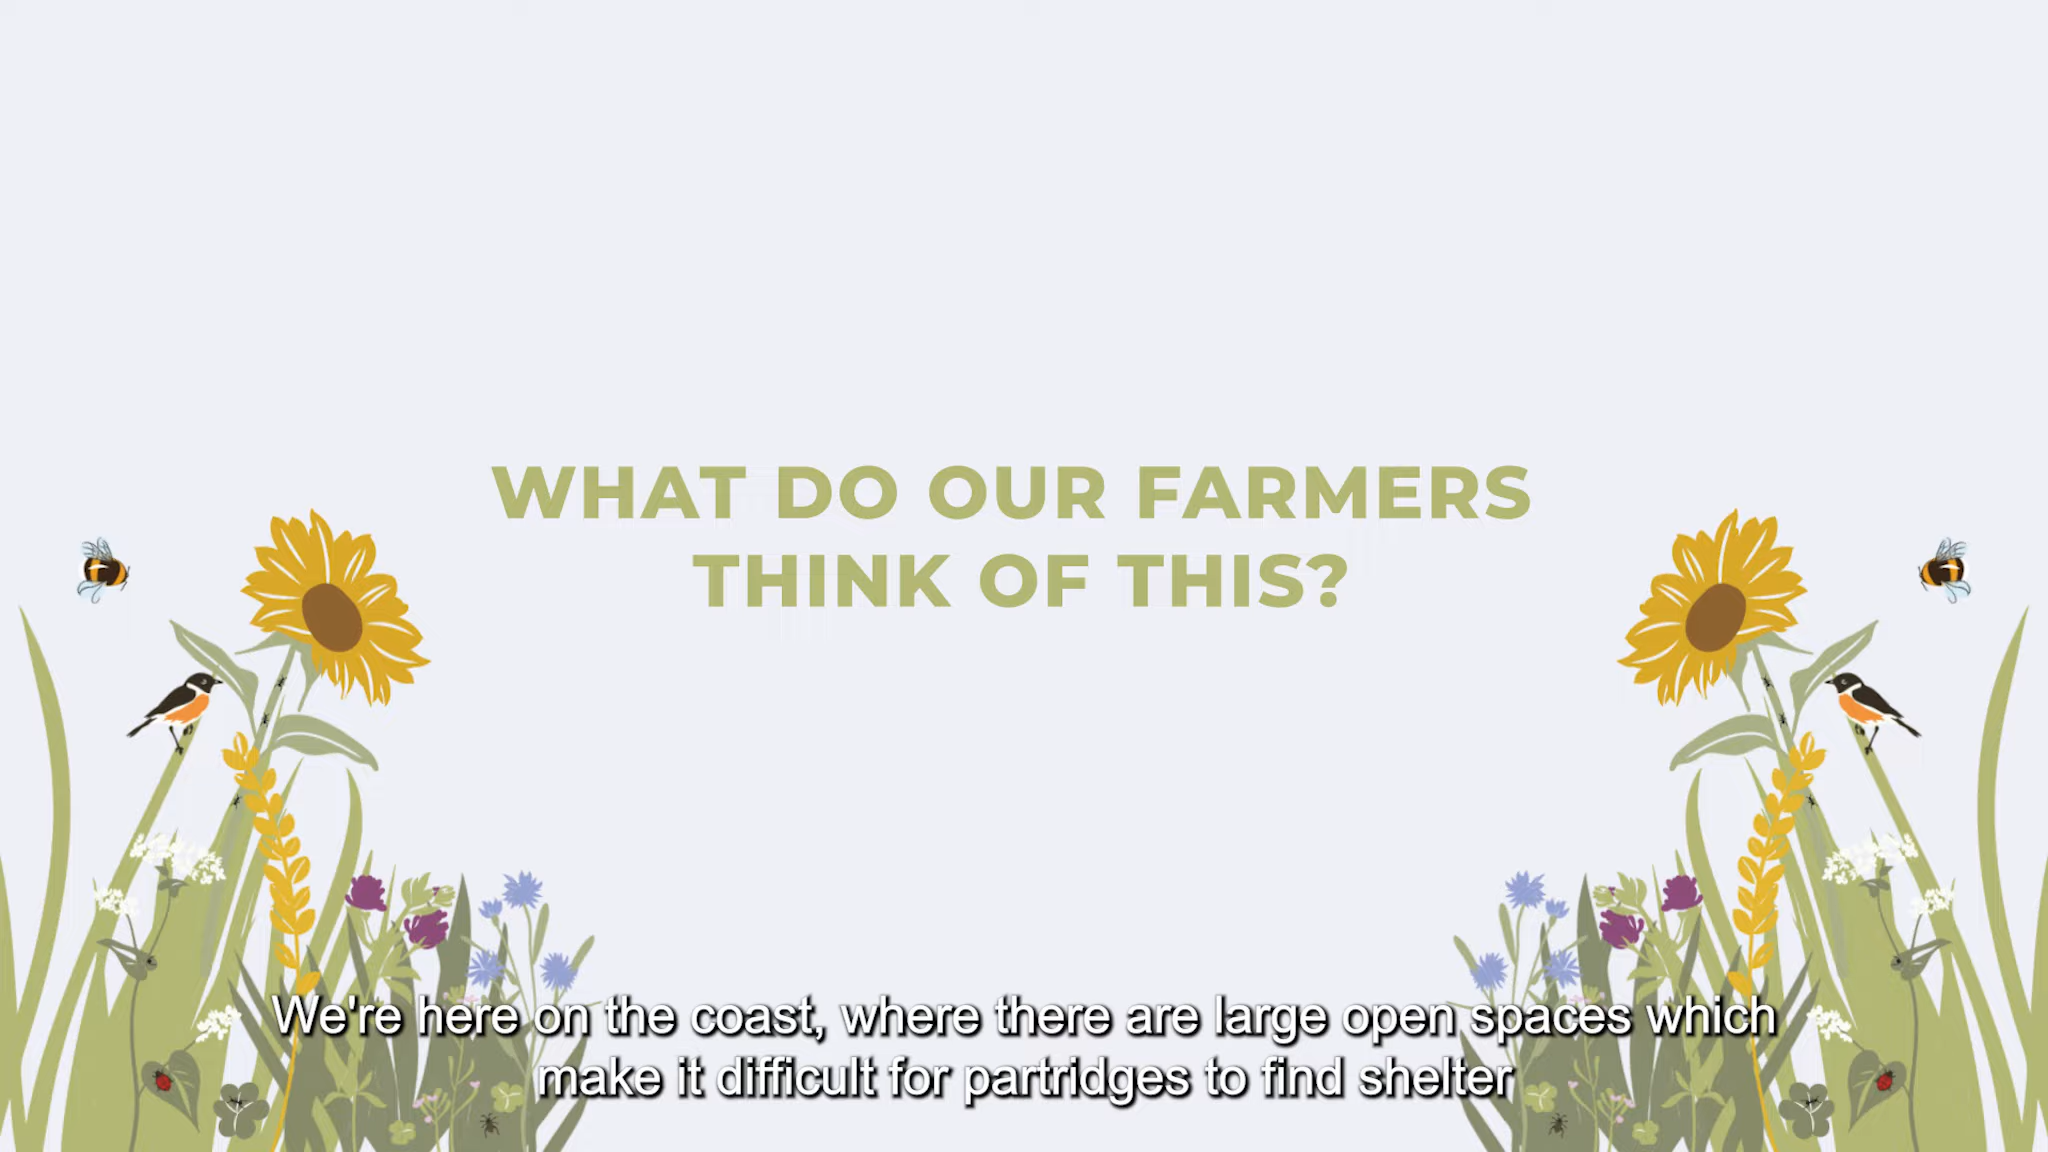 WHAT DO OUR FARMERS
THINK OF THIS?
We're here on the coast, where there are large open spaces which
make it difficult for partridges to find shelter